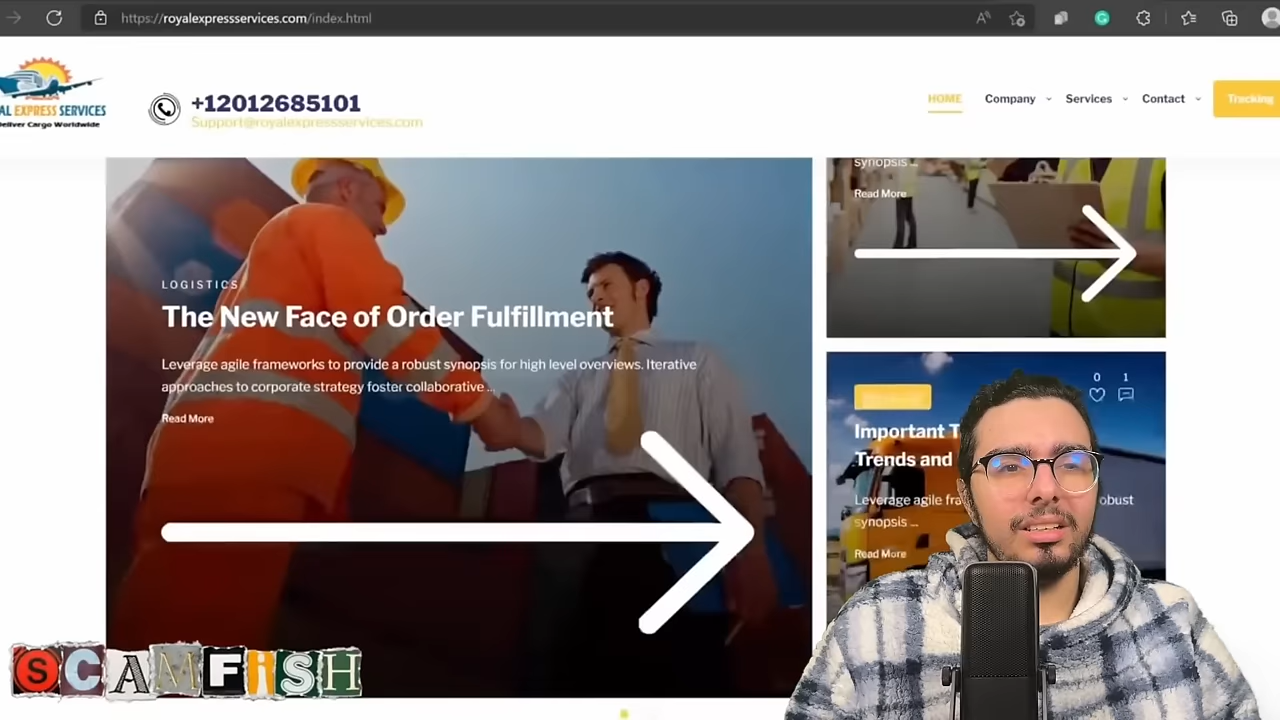 https://royalexpressservices.com/index.html
AL EXPRESS SERVICES
Deliver Cargo Worldwide
+12012685101
Support@royalexpressservices.com
HOME
Company
Services
Contact
Tracking
LOGISTICS
The New Face of Order Fulfillment
Leverage agile frameworks to provide a robust synopsis for high level overviews. Iterative
approaches to corporate strategy foster collaborative ...
Read More
synopsis ...
Read More
0 1
Important T
Trends and
Leverage agile fra
obust
synopsis ...
Read More
SCAMFiSH